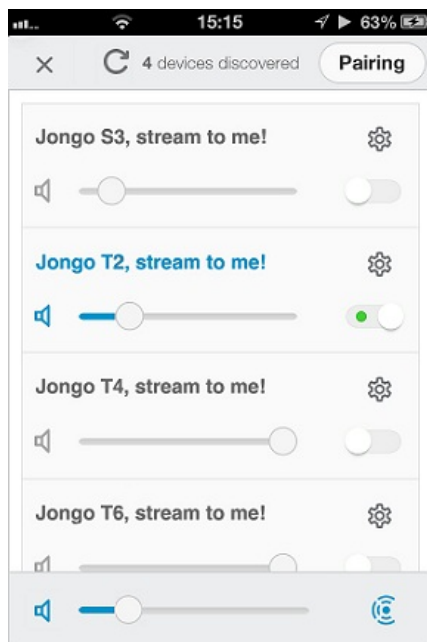 15:15
63%
4 devices discovered
Pairing
Jongo S3, stream to me!
Jongo T2, stream to me!
Jongo T4, stream to me!
Jongo T6, stream to me!